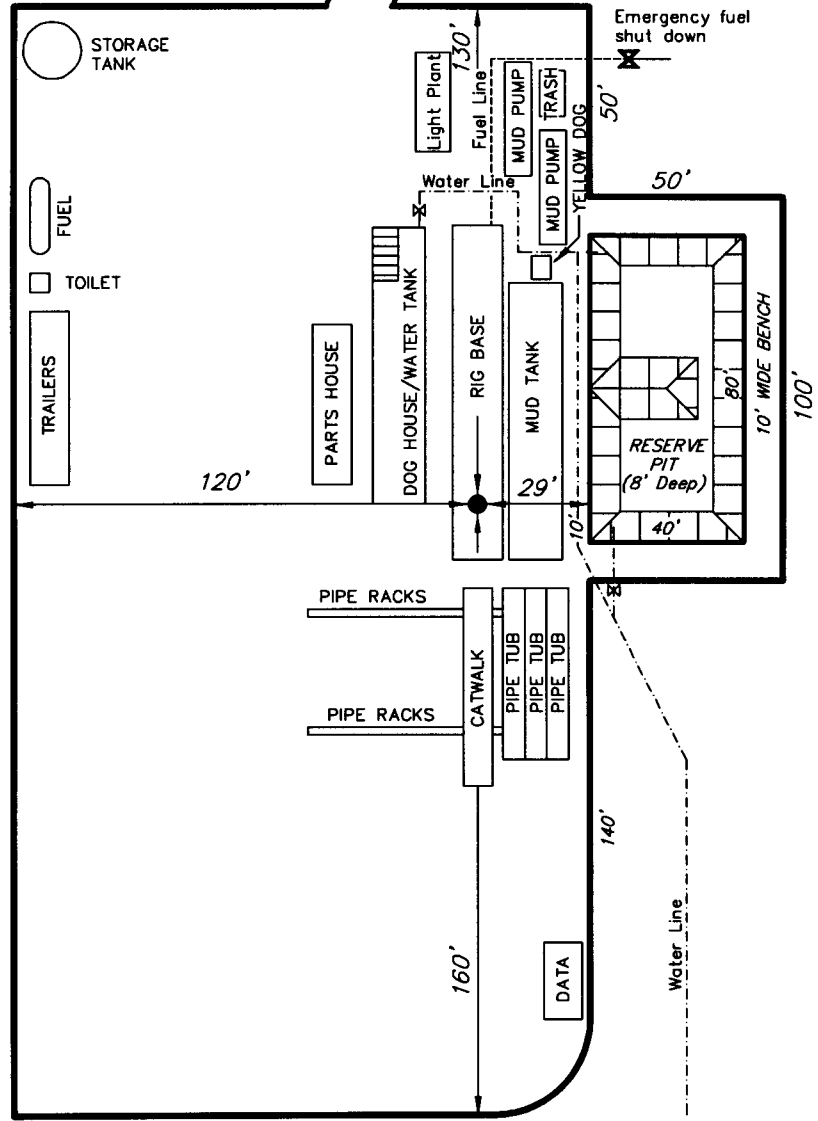 Emergency fuel
shut down
STORAGE
TANK
130'
Light Plant
Fuel Line
MUD PUMP
TRASH
50'
MUD PUMP
YELLOW DOG
Water Line
50'
FUEL
TOILET
TRAILERS
PARTS HOUSE
DOG HOUSE/WATER TANK
RIG BASE
MUD TANK
80'
10' WIDE BENCH
100'
RESERVE
PIT
(8' Deep)
120'
29'
10'
40'
PIPE RACKS
CATWALK
PIPE TUB
PIPE TUB
PIPE TUB
PIPE RACKS
140'
160'
DATA
Water Line